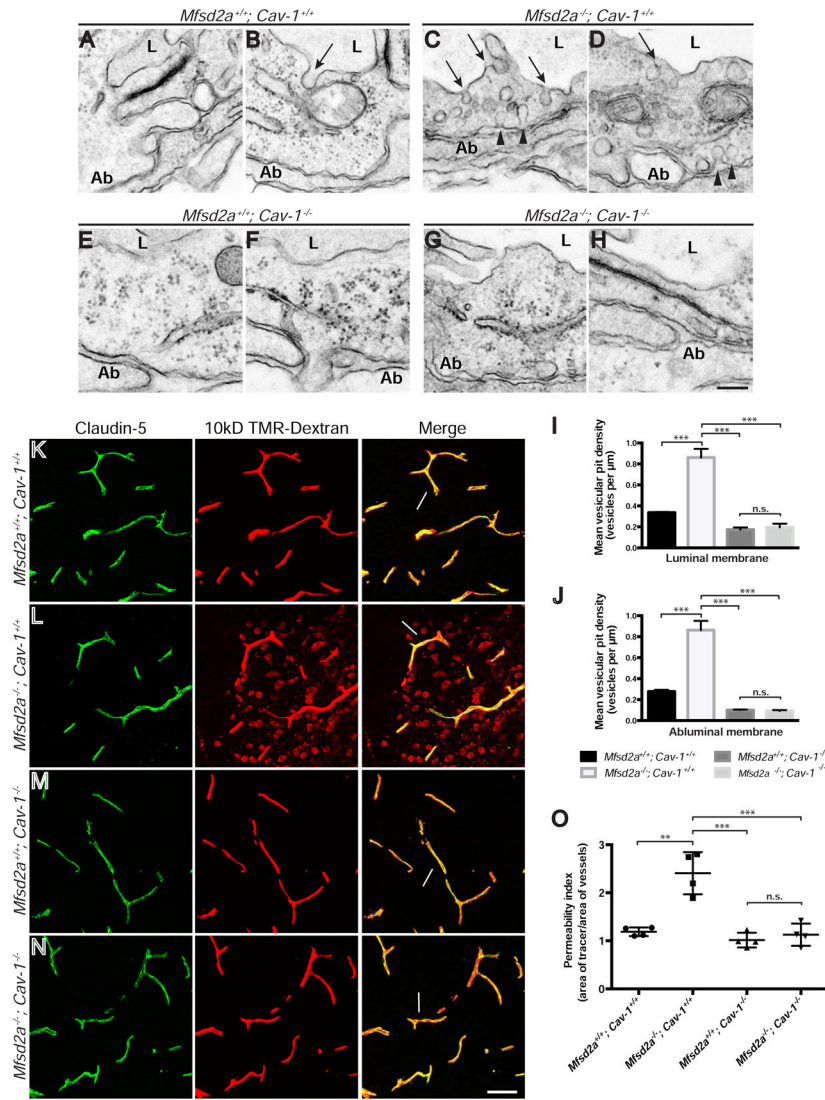 Mfsd2a+/+; Cav-1+/+
Mfsd2a-/-; Cav-1+/+
A
L
B
L
C
L
D
L
Ab
Ab
Ab
Mfsd2a+/+; Cav-1-/-
Mfsd2a-/-; Cav-1-/-
E
L
F
G
L
H
L
Ab
Ab
Ab
Ab
Claudin-5
10kD TMR-Dextran
Merge
K
Mfsd2a+/+; Cav-1+/+
L
Mfsd2a-/-; Cav-1+/+
M
Mfsd2a+/+; Cav-1-/-
N
Mfsd2a-/-; Cav-1-/-
I
Mean vesicular pit density
(vesicles per µm)
1.0
0.8
0.6
0.4
0.2
0.0
***
***
***
n.s.
Luminal membrane
J
Mean vesicular pit density
(vesicles per µm)
1.0
0.8
0.6
0.4
0.2
0.0
***
***
***
n.s.
Abluminal membrane
Mfsd2a+/+; Cav-1+/+
Mfsd2a+/+; Cav-1-/-
Mfsd2a-/-; Cav-1+/+
Mfsd2a -/-; Cav-1 -/-
O
Permeability index
(area of tracer/area of vessels)
3
2
1
0
**
***
***
n.s.
Mfsd2a+/+; Cav-1+/+
Mfsd2a-/-; Cav-1+/+
Mfsd2a+/+; Cav-1-/-
Mfsd2a-/-; Cav-1-/-